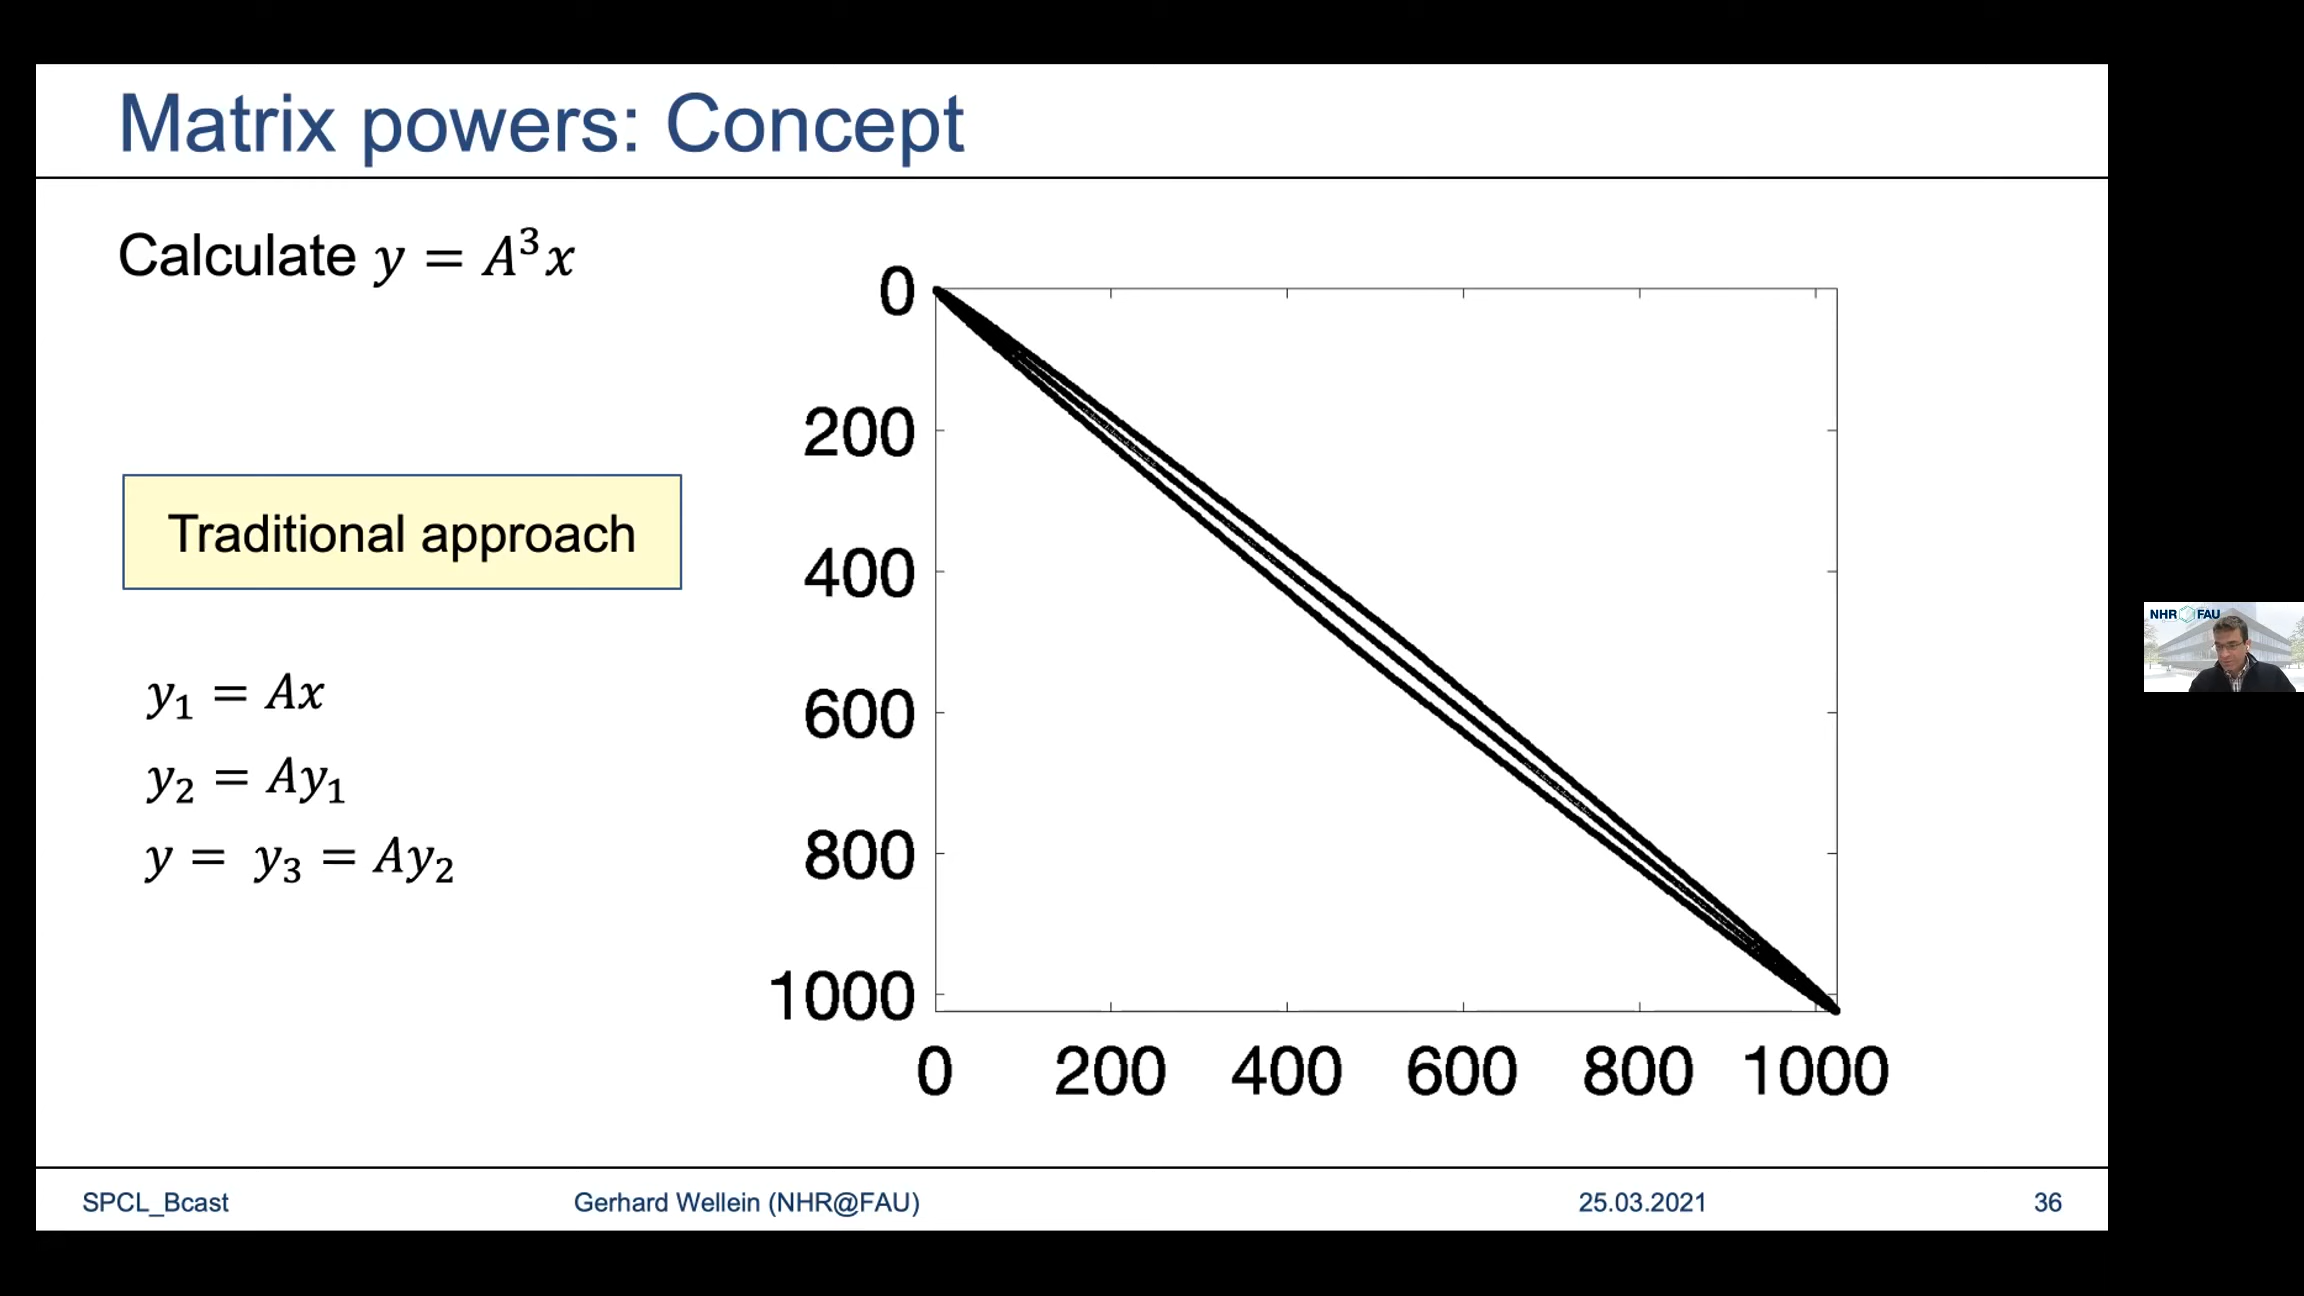 Matrix powers: Concept
Calculate y = A³x
Traditional approach
y₁ = Ax
y₂ = Ay₁
y = y₃ = Ay₂
0
200
400
600
800
1000
0 200 400 600 800 1000
NHR FAU
SPCL_Bcast Gerhard Wellein (NHR@FAU) 25.03.2021 36